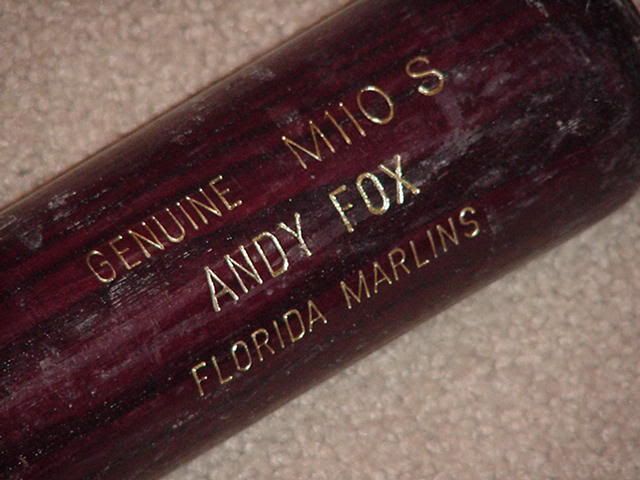 GENUINE M110 S
ANDY FOX
FLORIDA MARLINS